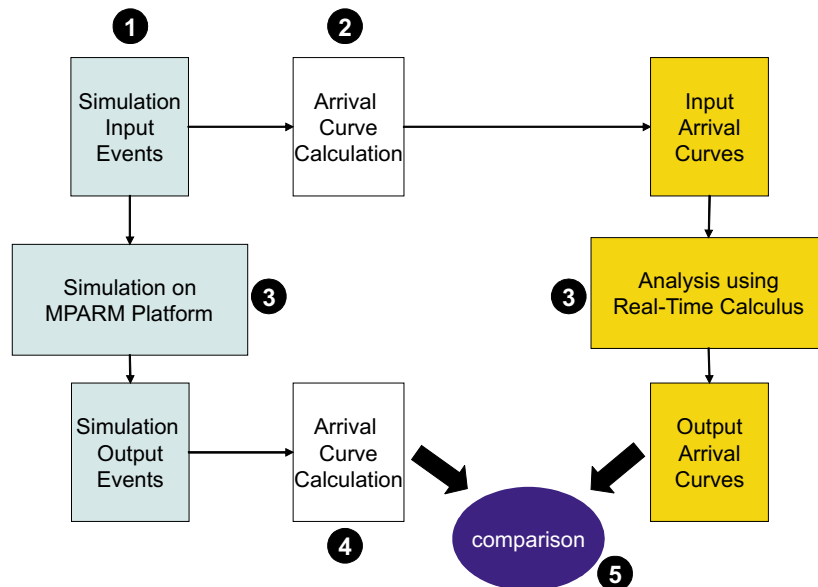 1
2
Simulation
Input
Events
Arrival
Curve
Calculation
Input
Arrival
Curves
Simulation on
MPARM Platform
3
3
Analysis using
Real-Time Calculus
Simulation
Output
Events
Arrival
Curve
Calculation
Output
Arrival
Curves
comparison
4
5